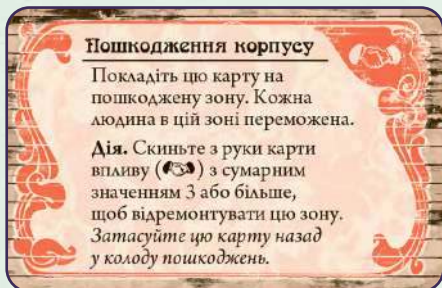 Пошкодження корпусу
Покладіть цю карту на
пошкоджену зону. Кожна
людина в цій зоні переможена.
Дія. Скиньте з руки карти
впливу ( ) з сумарним
значенням 3 або більше,
щоб відремонтувати цю зону.
Затасуйте цю карту назад
у колоду пошкоджень.